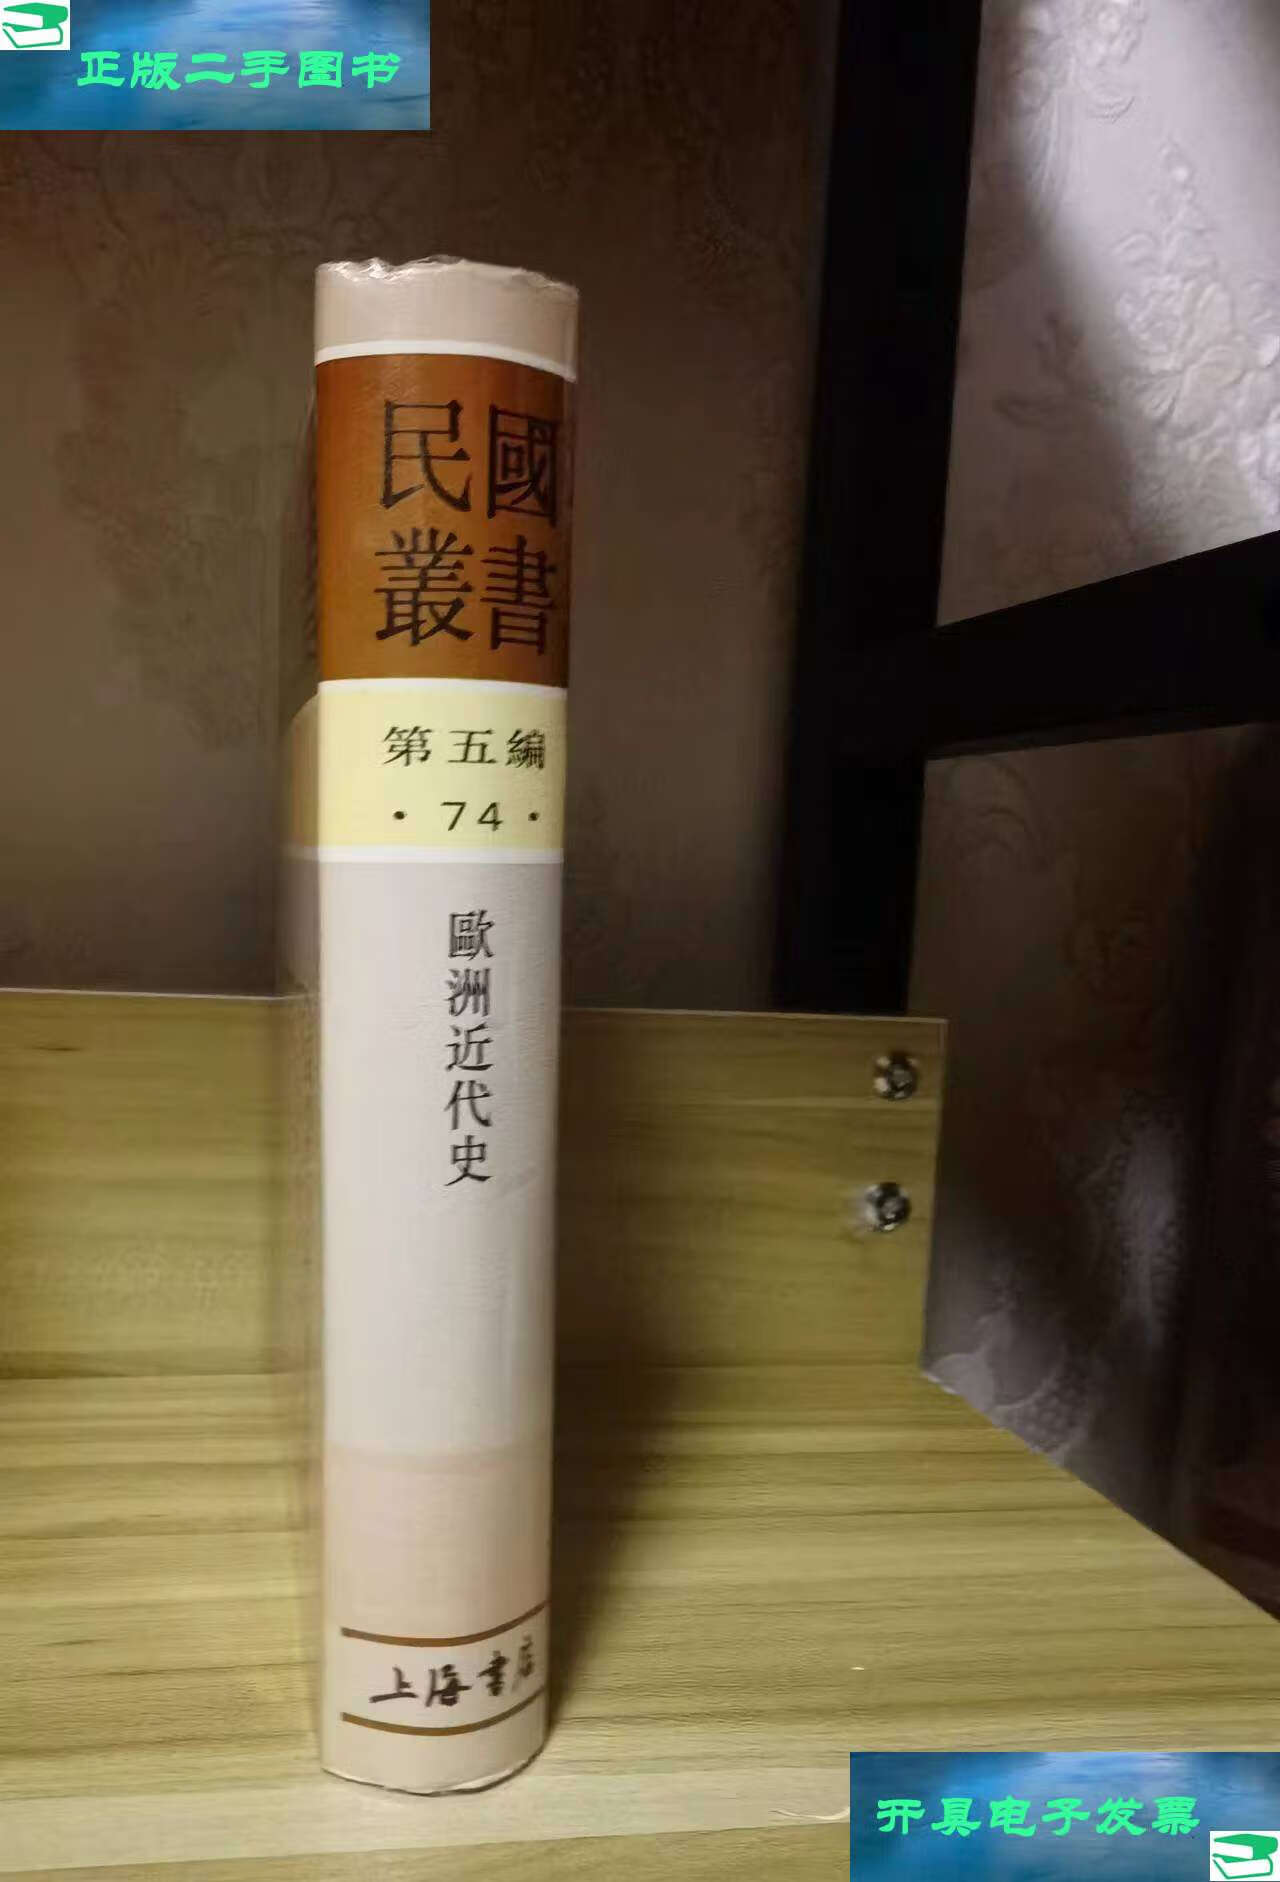 正版二手图书
民國
叢書
第五編
·74·
歐洲近代史
上海書店
开具电子发票